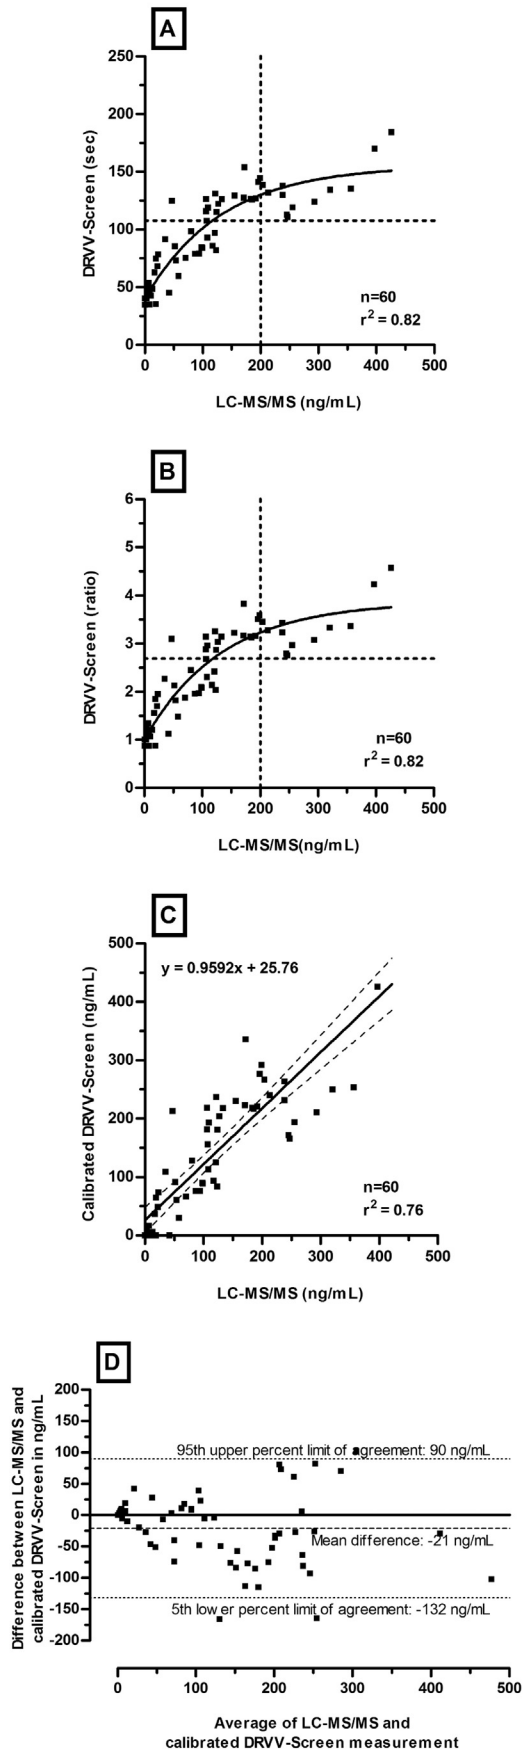 A
250
200
150
100
50
0
DRVV-Screen (sec)
n=60
r² = 0.82
0 100 200 300 400 500
LC-MS/MS (ng/mL)
B
6
5
4
3
2
1
0
DRVV-Screen (ratio)
n=60
r² = 0.82
0 100 200 300 400 500
LC-MS/MS(ng/mL)
C
500
400
300
200
100
0
Calibrated DRVV-Screen (ng/mL)
y = 0.9592x + 25.76
n=60
r² = 0.76
0 100 200 300 400 500
LC-MS/MS (ng/mL)
D
200
150
100
50
0
-50
-100
-150
-200
Difference between LC-MS/MS and
calibrated DRVV-Screen in ng/mL
95th upper percent limit of agreement: 90 ng/mL
Mean difference: -21 ng/mL
5th low er percent limit of agreement: -132 ng/mL
0 100 200 300 400 500
Average of LC-MS/MS and
calibrated DRVV-Screen measurement